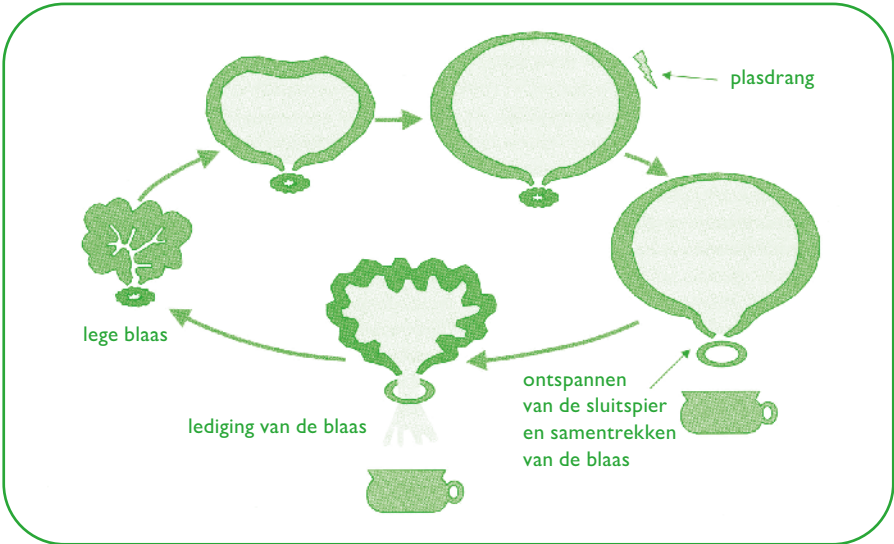 plasdrang
lege blaas
ontspannen
van de sluitspier
en samentrekken
van de blaas
lediging van de blaas